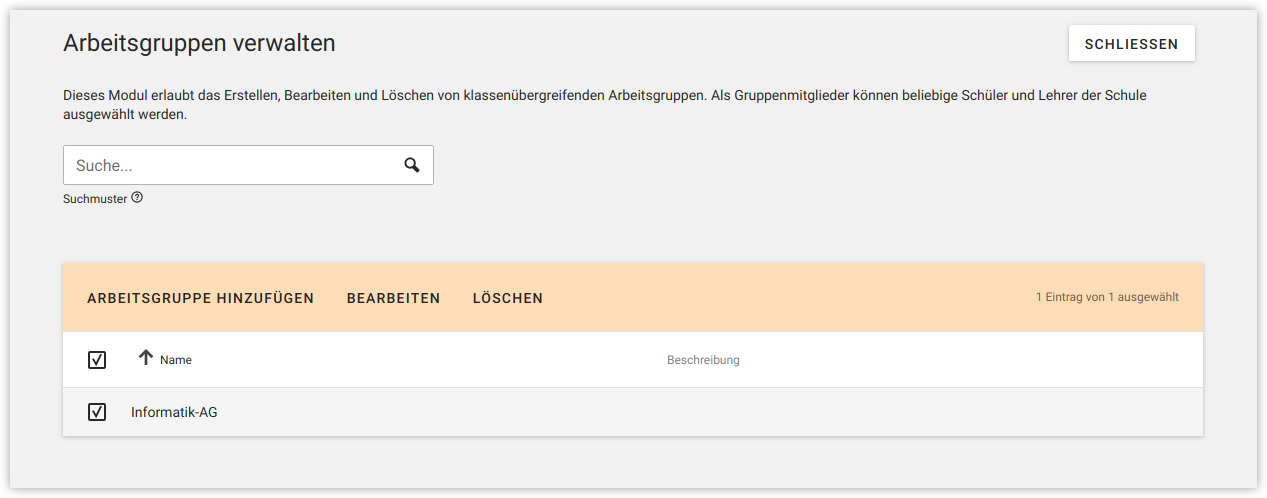 Arbeitsgruppen verwalten
SCHLIESSEN
Dieses Modul erlaubt das Erstellen, Bearbeiten und Löschen von klassenübergreifenden Arbeitsgruppen. Als Gruppenmitglieder können beliebige Schüler und Lehrer der Schule
ausgewählt werden.
Suche...
Suchmuster
ARBEITSGRUPPE HINZUFÜGEN BEARBEITEN LÖSCHEN 1 Eintrag von 1 ausgewählt
Name Beschreibung
Informatik-AG